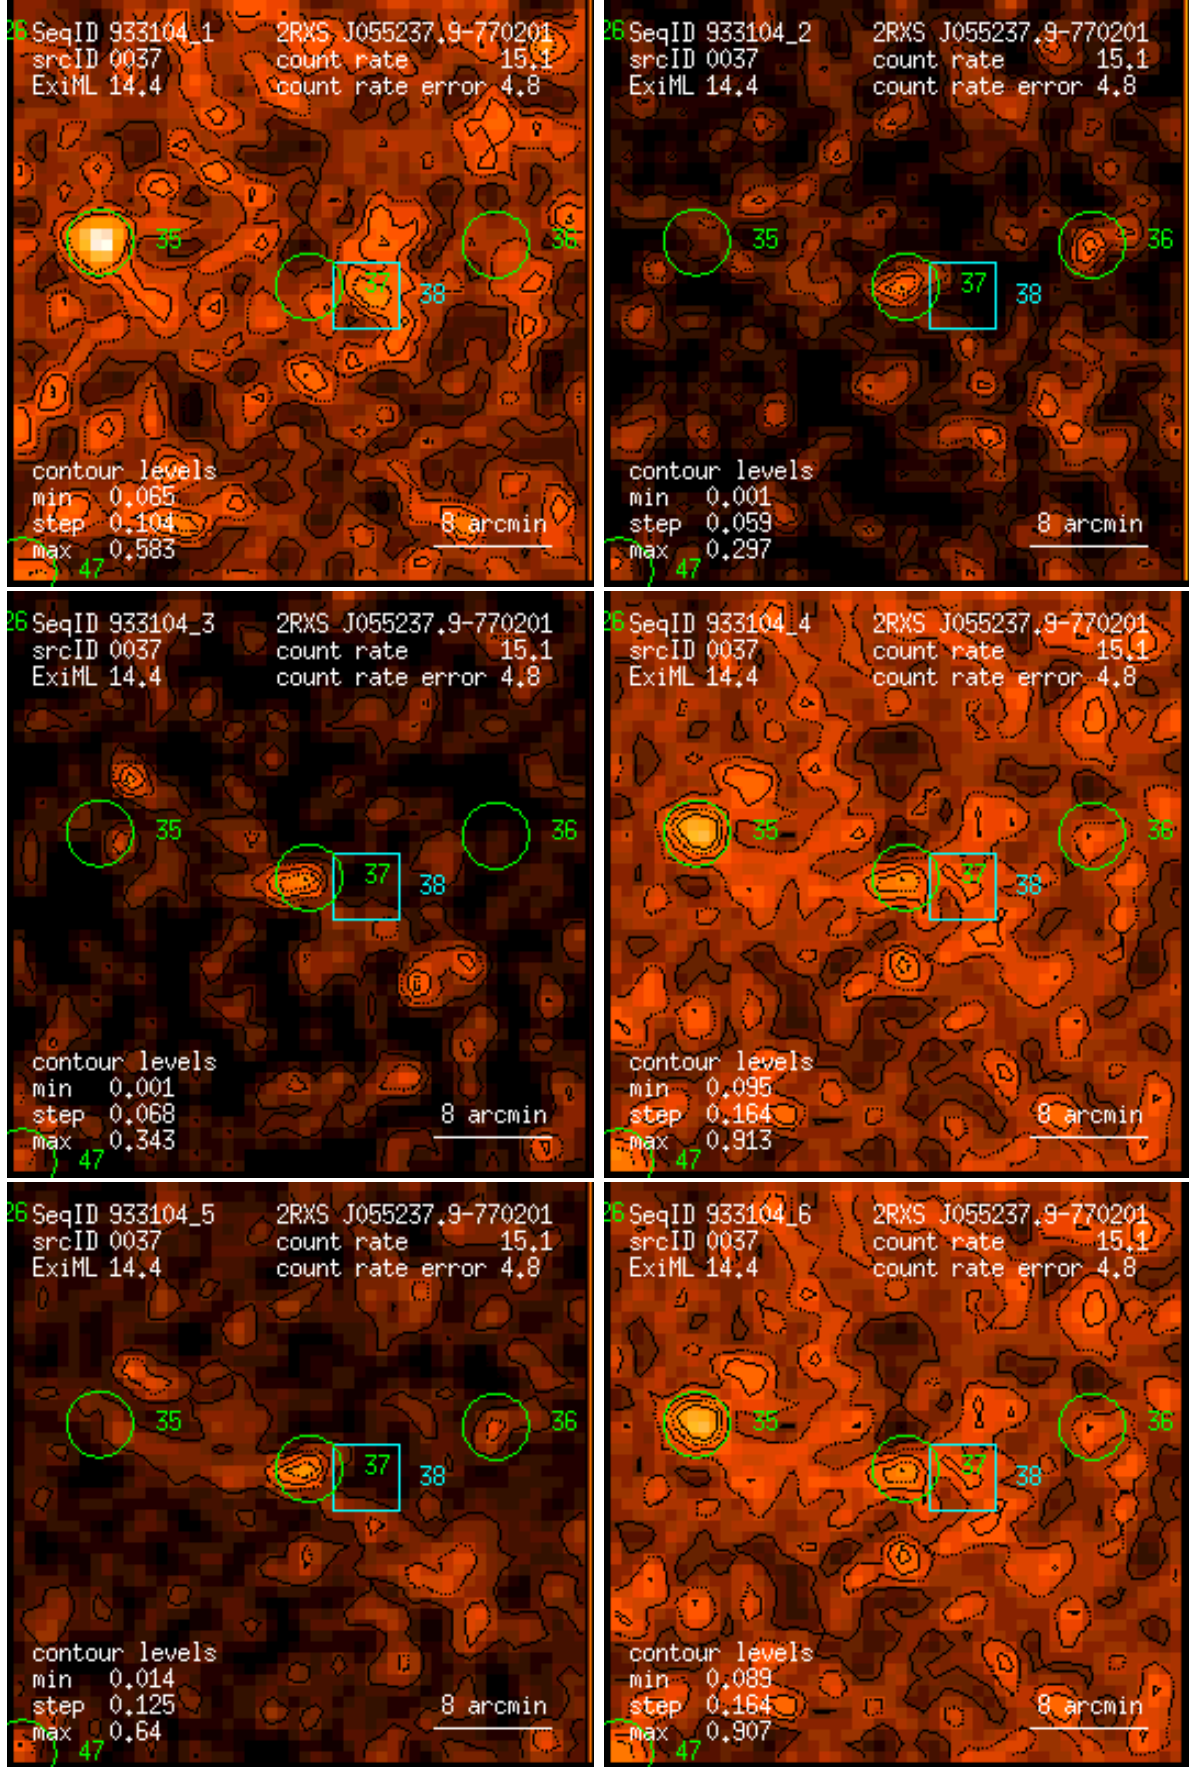 26 SeqID 933104_1 2RXS J055237.9-770201
srcID 0037 count rate 15.1
ExiML 14.4 count rate error 4.8
35
36
37
38
contour levels
min 0.065
step 0.104 8 arcmin
max 0.583
47
26 SeqID 933104_2 2RXS J055237.9-770201
srcID 0037 count rate 15.1
ExiML 14.4 count rate error 4.8
35
36
37
38
contour levels
min 0.001
step 0.059 8 arcmin
max 0.297
47
26 SeqID 933104_3 2RXS J055237.9-770201
srcID 0037 count rate 15.1
ExiML 14.4 count rate error 4.8
35
36
37
38
contour levels
min 0.001
step 0.068 8 arcmin
max 0.343
47
26 SeqID 933104_4 2RXS J055237.9-770201
srcID 0037 count rate 15.1
ExiML 14.4 count rate error 4.8
35
36
37
38
contour levels
min 0.095
step 0.164 8 arcmin
max 0.913
47
26 SeqID 933104_5 2RXS J055237.9-770201
srcID 0037 count rate 15.1
ExiML 14.4 count rate error 4.8
35
36
37
38
contour levels
min 0.014
step 0.125 8 arcmin
max 0.64
47
26 SeqID 933104_6 2RXS J055237.9-770201
srcID 0037 count rate 15.1
ExiML 14.4 count rate error 4.8
35
36
37
38
contour levels
min 0.089
step 0.164 8 arcmin
max 0.907
47